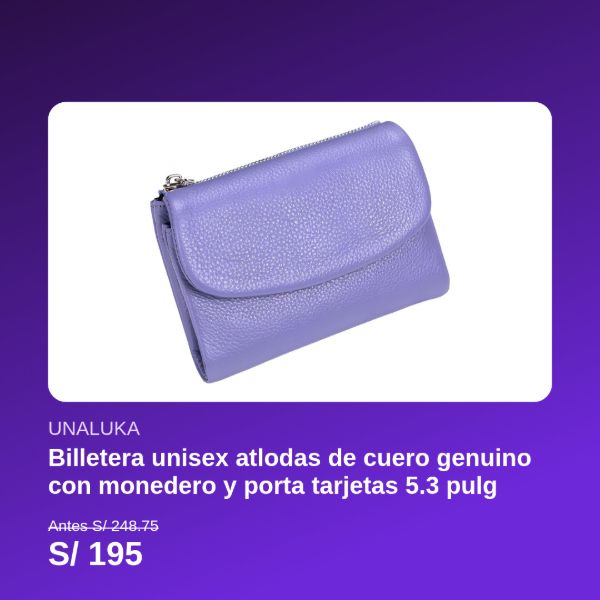 UNALUKA
Billetera unisex atlodas de cuero genuino
con monedero y porta tarjetas 5.3 pulg
Antes S/ 248.75
S/ 195